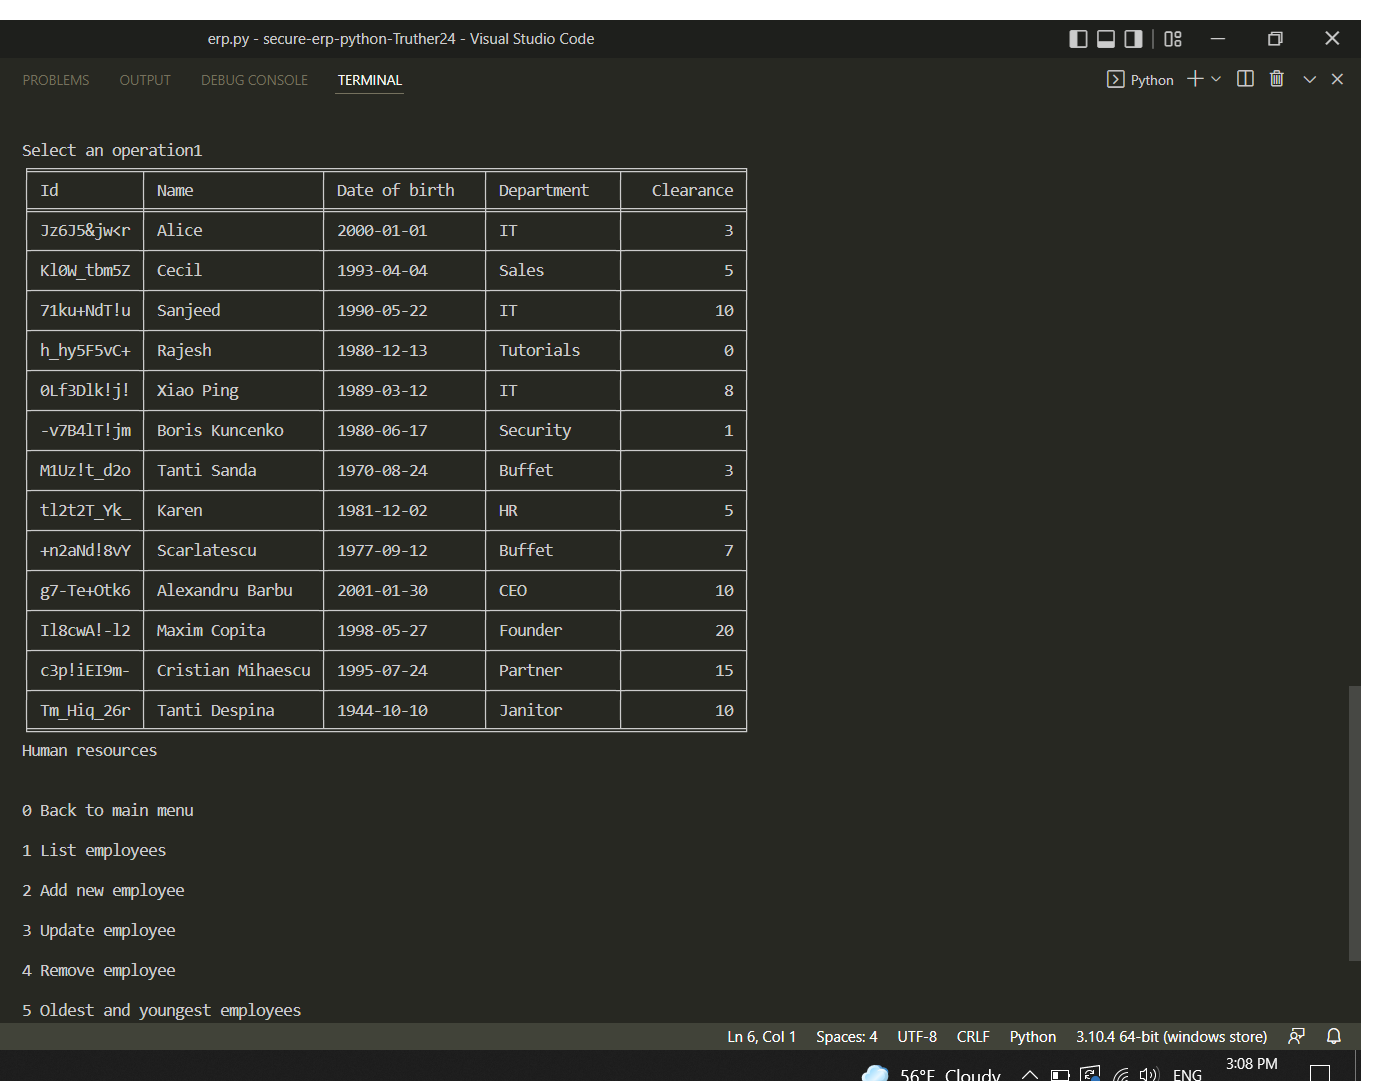 erp.py - secure-erp-python-Truther24 - Visual Studio Code
PROBLEMS OUTPUT DEBUG CONSOLE TERMINAL Python
Select an operation1
Id Name Date of birth Department Clearance
Jz6J5&jw<r Alice 2000-01-01 IT 3
Kl0W_tbm5Z Cecil 1993-04-04 Sales 5
71ku+NdT!u Sanjeed 1990-05-22 IT 10
h_hy5F5vC+ Rajesh 1980-12-13 Tutorials 0
0Lf3Dlk!j! Xiao Ping 1989-03-12 IT 8
-v7B4lT!jm Boris Kuncenko 1980-06-17 Security 1
M1Uz!t_d2o Tanti Sanda 1970-08-24 Buffet 3
tl2t2T_Yk_ Karen 1981-12-02 HR 5
+n2aNd!8vY Scarlatescu 1977-09-12 Buffet 7
g7-Te+Otk6 Alexandru Barbu 2001-01-30 CEO 10
Il8cwA!-l2 Maxim Copita 1998-05-27 Founder 20
c3p!iEI9m- Cristian Mihaescu 1995-07-24 Partner 15
Tm_Hiq_26r Tanti Despina 1944-10-10 Janitor 10
Human resources
0 Back to main menu
1 List employees
2 Add new employee
3 Update employee
4 Remove employee
5 Oldest and youngest employees
Ln 6, Col 1 Spaces: 4 UTF-8 CRLF Python 3.10.4 64-bit (windows store)
56°F Cloudy ENG 3:08 PM